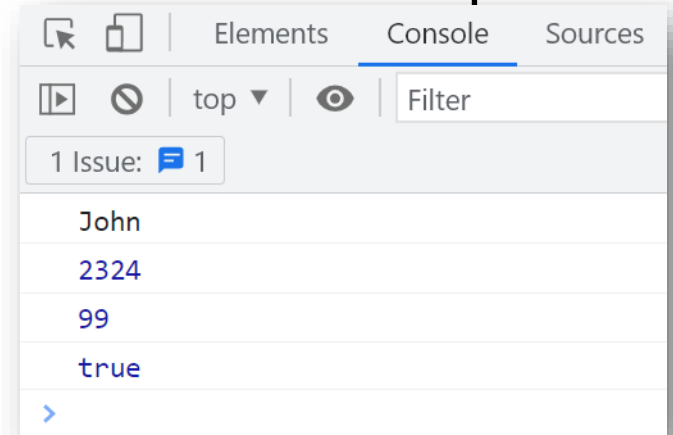 Elements Console Sources
top Filter
1 Issue: 1
John
2324
99
true